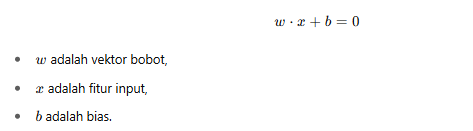 w · x + b = 0
• w adalah vektor bobot,
• x adalah fitur input,
• b adalah bias.